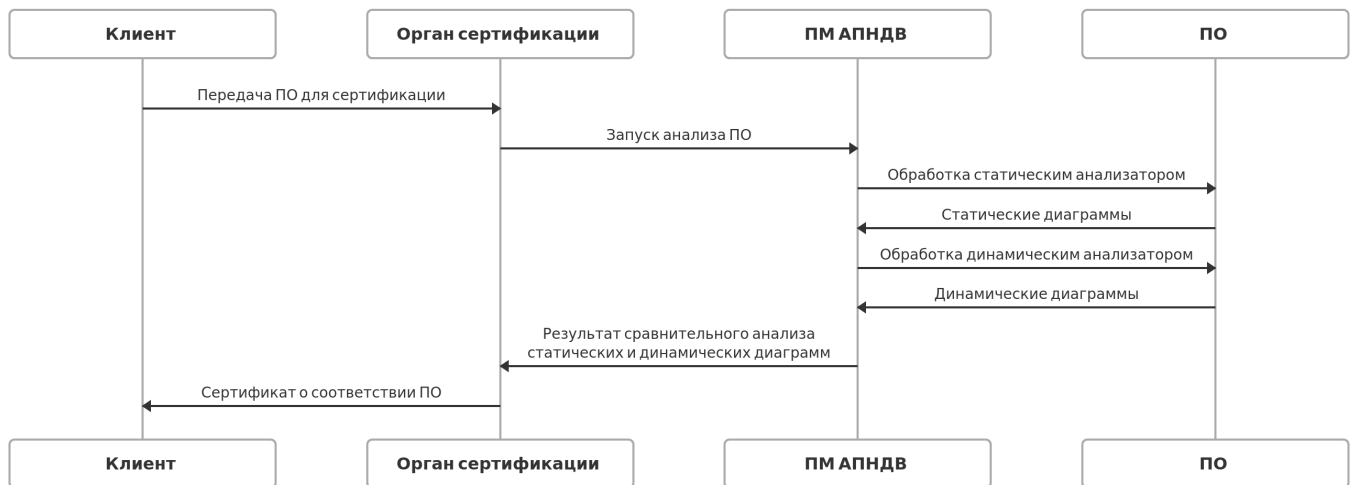 Клиент
Орган сертификации
ПМ АПНДВ
ПО
Передача ПО для сертификации
Запуск анализа ПО
Обработка статическим анализатором
Статические диаграммы
Обработка динамическим анализатором
Динамические диаграммы
Результат сравнительного анализа
статических и динамических диаграмм
Сертификат о соответствии ПО
Клиент
Орган сертификации
ПМ АПНДВ
ПО